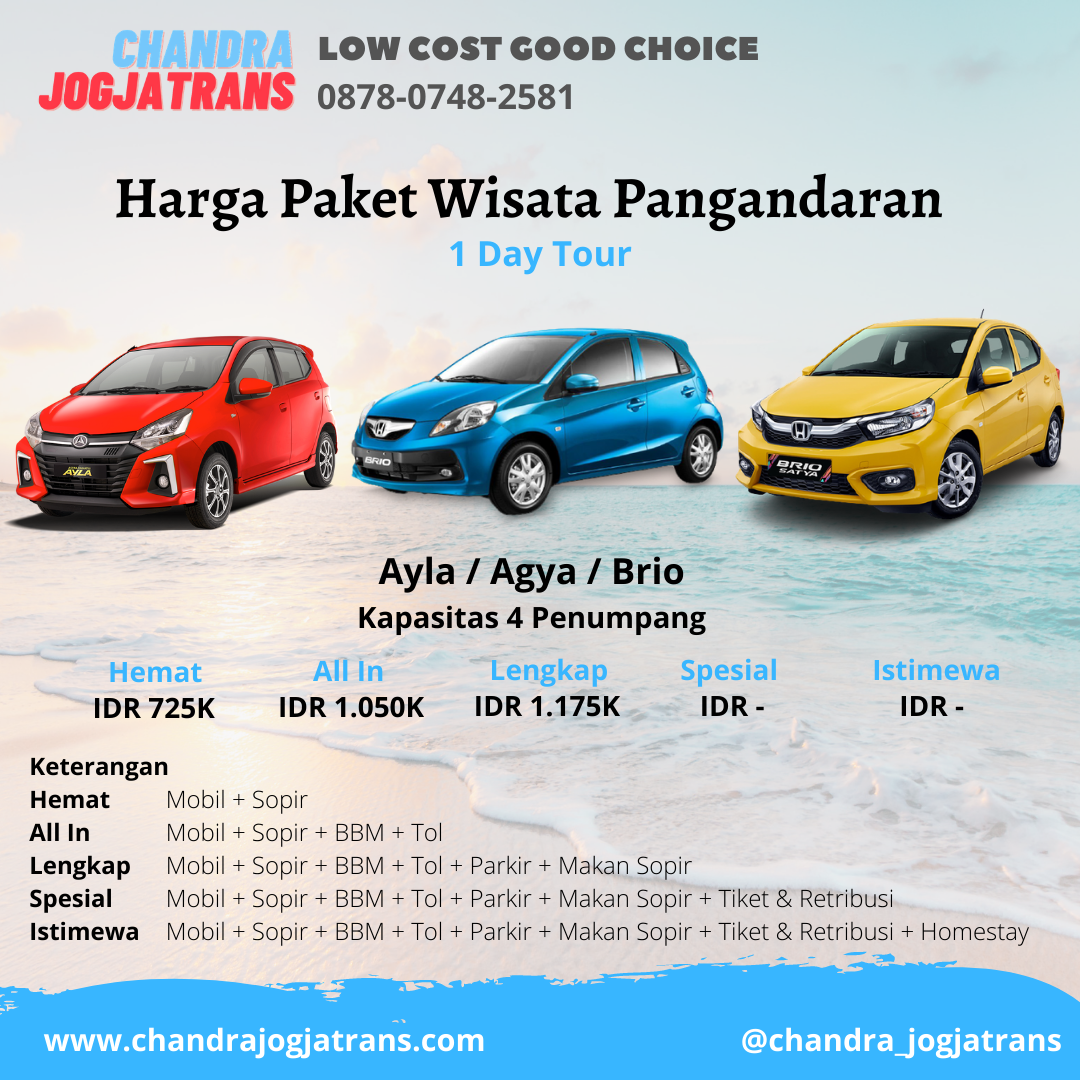 CHANDRA
JOGJATRANS
LOW COST GOOD CHOICE
0878-0748-2581
Harga Paket Wisata Pangandaran
1 Day Tour
AYLA
BRIO
BRIO
SATYA
Ayla / Agya / Brio
Kapasitas 4 Penumpang
Hemat All In Lengkap Spesial Istimewa
IDR 725K IDR 1.050K IDR 1.175K IDR - IDR -
Keterangan
Hemat Mobil + Sopir
All In Mobil + Sopir + BBM + Tol
Lengkap Mobil + Sopir + BBM + Tol + Parkir + Makan Sopir
Spesial Mobil + Sopir + BBM + Tol + Parkir + Makan Sopir + Tiket & Retribusi
Istimewa Mobil + Sopir + BBM + Tol + Parkir + Makan Sopir + Tiket & Retribusi + Homestay
www.chandrajogjatrans.com
@chandra_jogjatrans